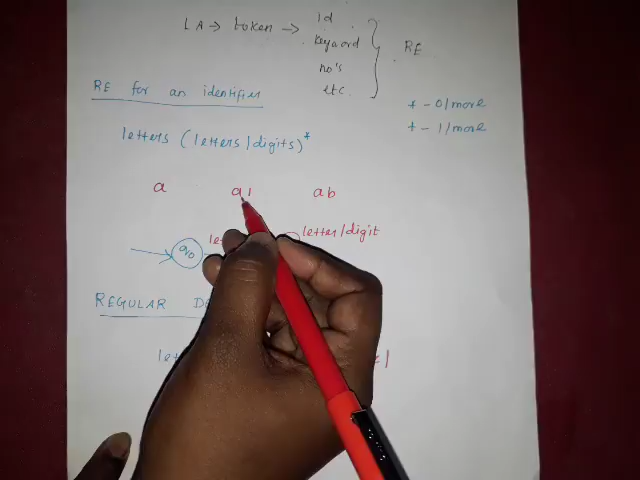 LA → token → id
keyword
no's
etc.
RE
RE for an identifier
* - 0/more
+ - 1/more
letters (letters/digits)*
a a1 ab
letter/digit
q0
REGULAR